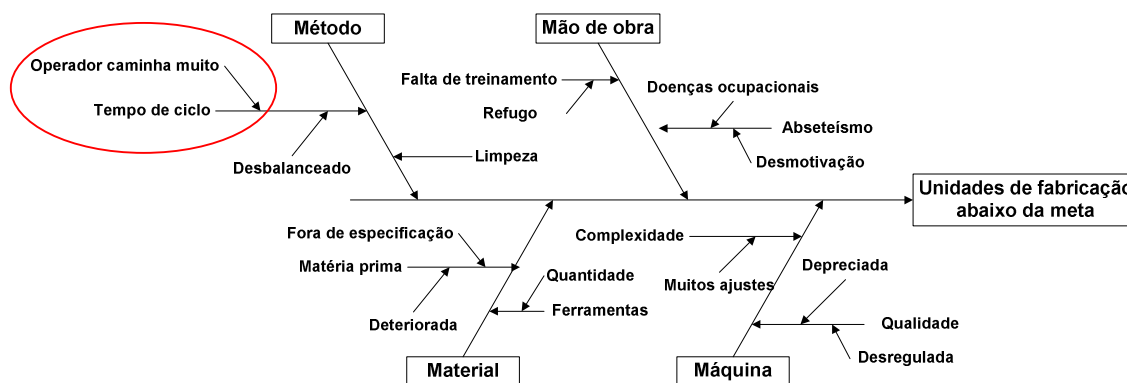 Método
Mão de obra
Operador caminha muito
Tempo de ciclo
Desbalanceado
Limpeza
Falta de treinamento
Refugo
Doenças ocupacionais
Abseteísmo
Desmotivação
Unidades de fabricação
abaixo da meta
Fora de especificação
Matéria prima
Deteriorada
Quantidade
Ferramentas
Complexidade
Muitos ajustes
Depreciada
Qualidade
Desregulada
Material
Máquina